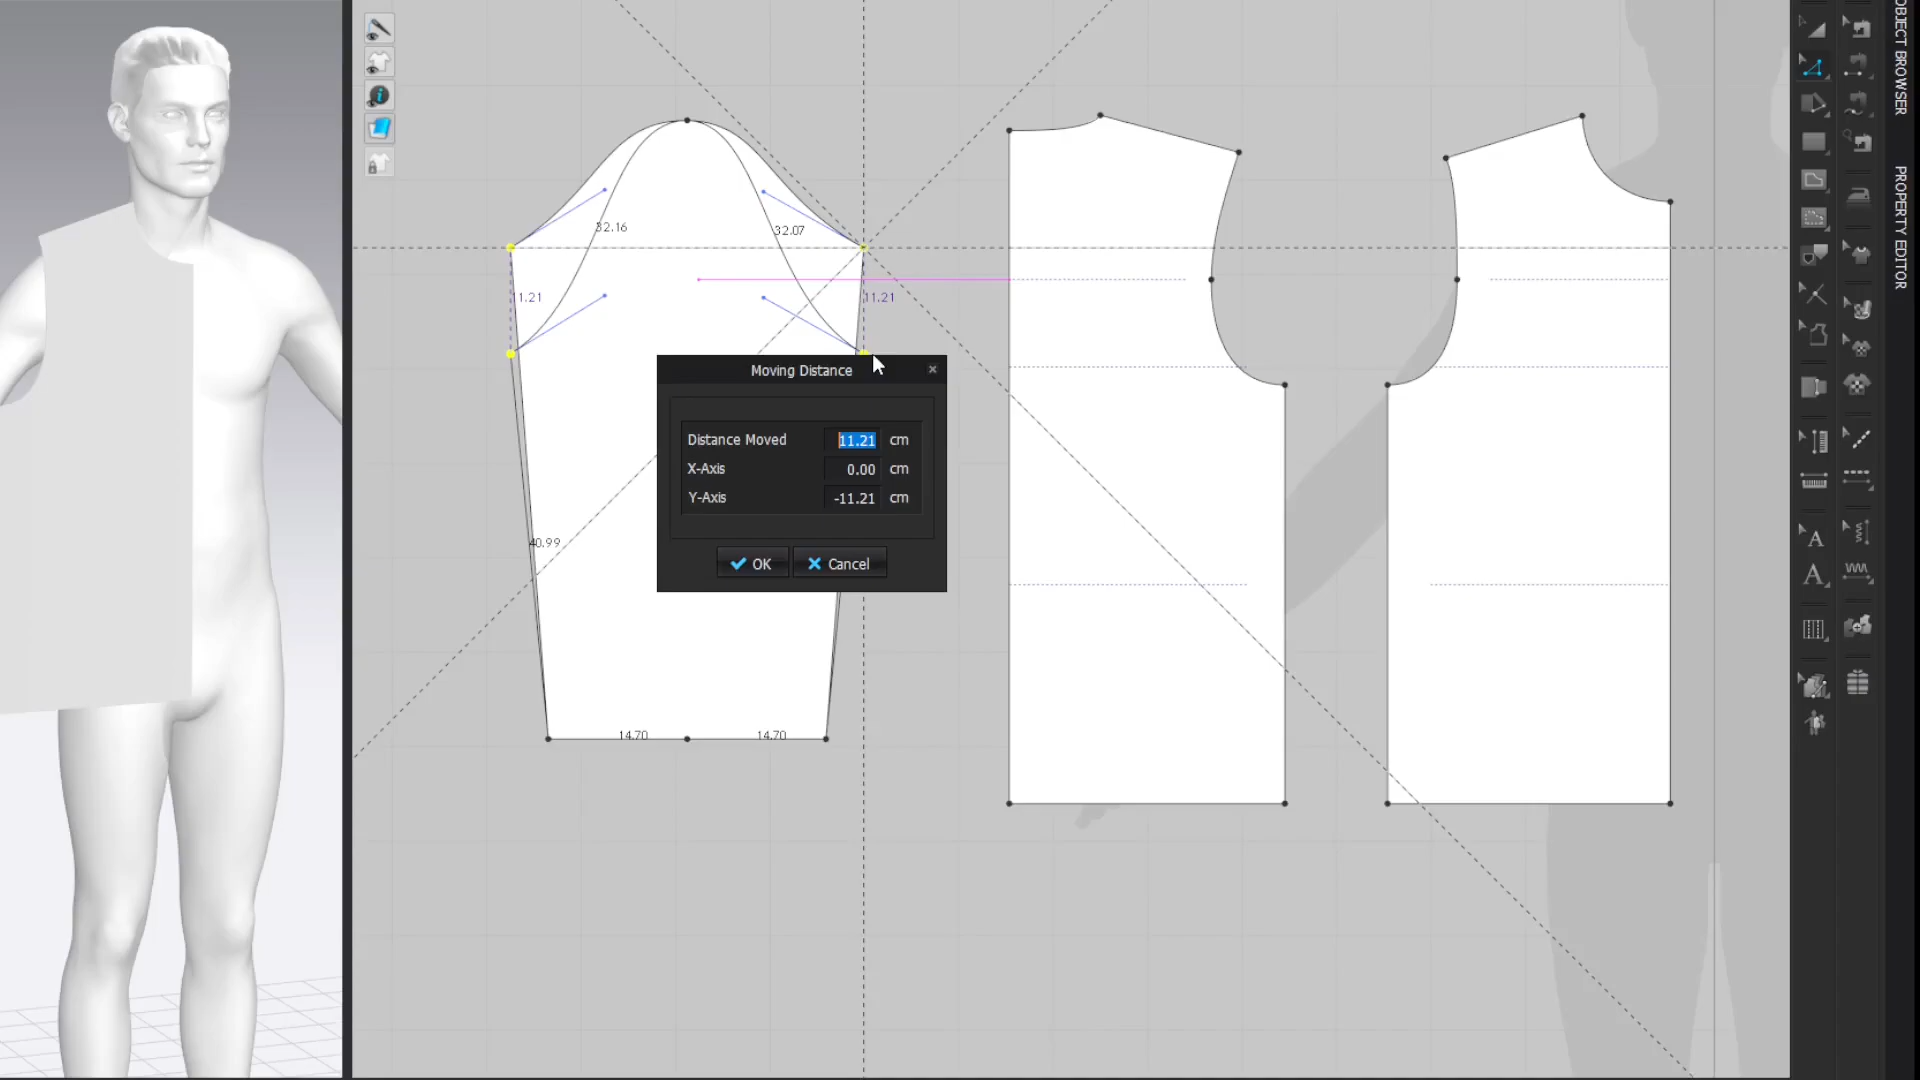 OBJECT BROWSER
PROPERTY EDITOR
32.16
32.07
11.21
11.21
Moving Distance
Distance Moved 11.21 cm
X-Axis 0.00 cm
Y-Axis -11.21 cm
OK Cancel
40.99
14.70
14.70
A
A